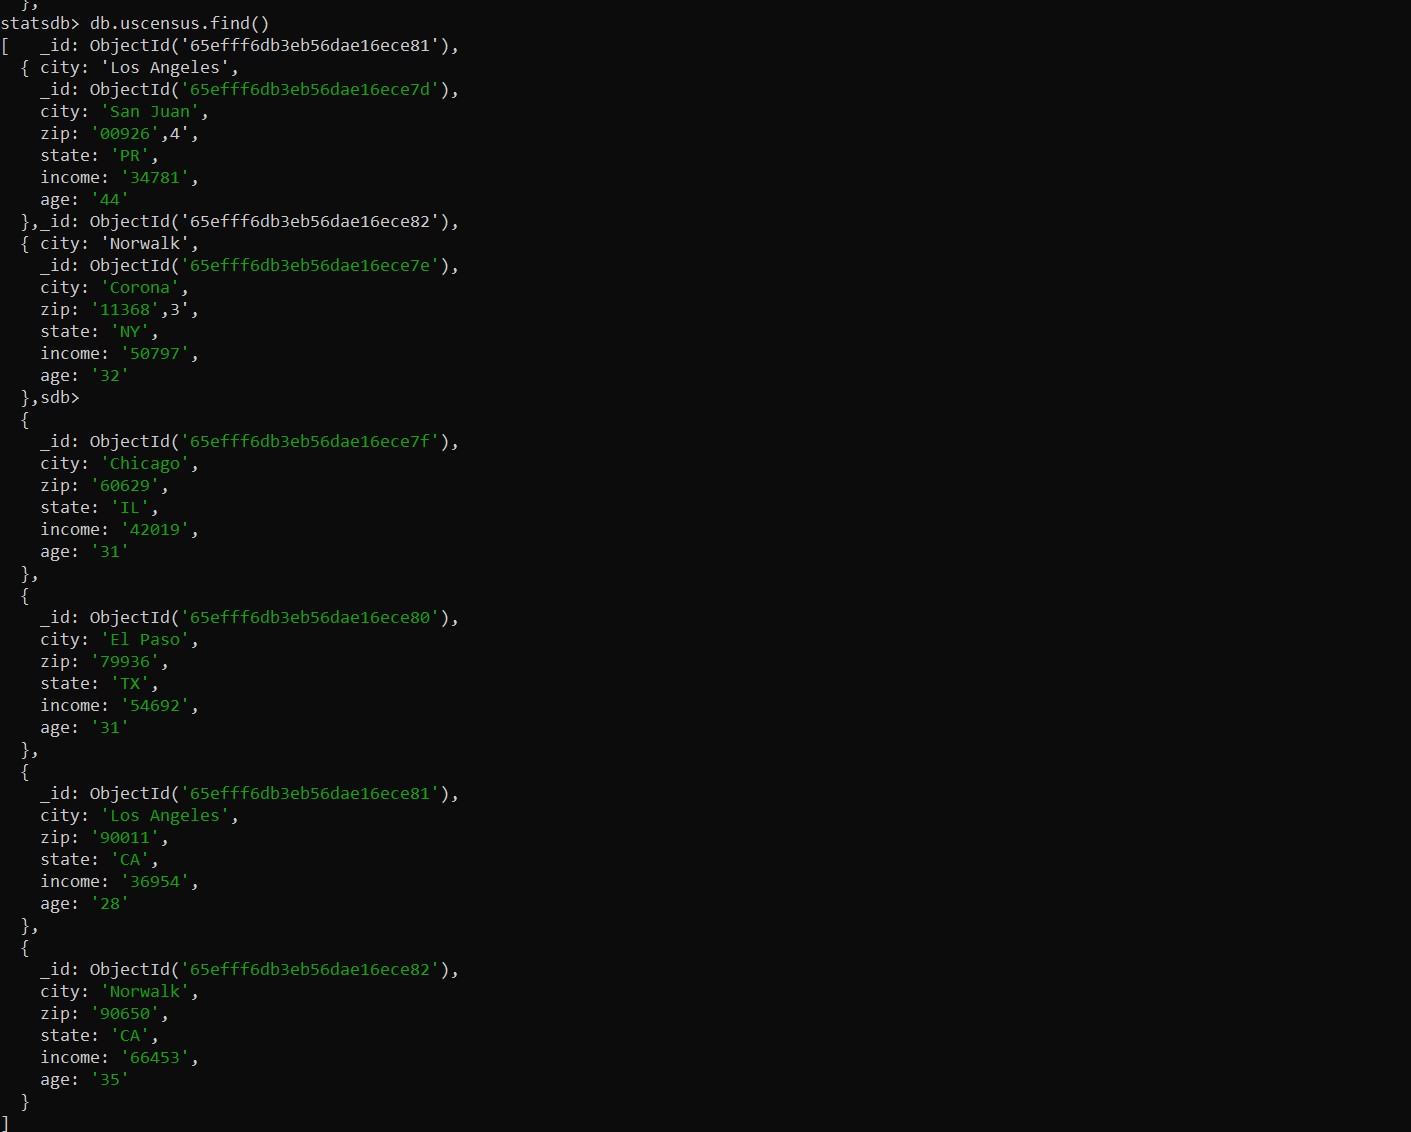 },
statsdb> db.uscensus.find()
[   _id: ObjectId('65efff6db3eb56dae16ece81'),
  { city: 'Los Angeles',
    _id: ObjectId('65efff6db3eb56dae16ece7d'),
    city: 'San Juan',
    zip: '00926',4',
    state: 'PR',
    income: '34781',
    age: '44'
  },_id: ObjectId('65efff6db3eb56dae16ece82'),
  { city: 'Norwalk',
    _id: ObjectId('65efff6db3eb56dae16ece7e'),
    city: 'Corona',
    zip: '11368',3',
    state: 'NY',
    income: '50797',
    age: '32'
  },sdb>
  {
    _id: ObjectId('65efff6db3eb56dae16ece7f'),
    city: 'Chicago',
    zip: '60629',
    state: 'IL',
    income: '42019',
    age: '31'
  },
  {
    _id: ObjectId('65efff6db3eb56dae16ece80'),
    city: 'El Paso',
    zip: '79936',
    state: 'TX',
    income: '54692',
    age: '31'
  },
  {
    _id: ObjectId('65efff6db3eb56dae16ece81'),
    city: 'Los Angeles',
    zip: '90011',
    state: 'CA',
    income: '36954',
    age: '28'
  },
  {
    _id: ObjectId('65efff6db3eb56dae16ece82'),
    city: 'Norwalk',
    zip: '90650',
    state: 'CA',
    income: '66453',
    age: '35'
  }
]